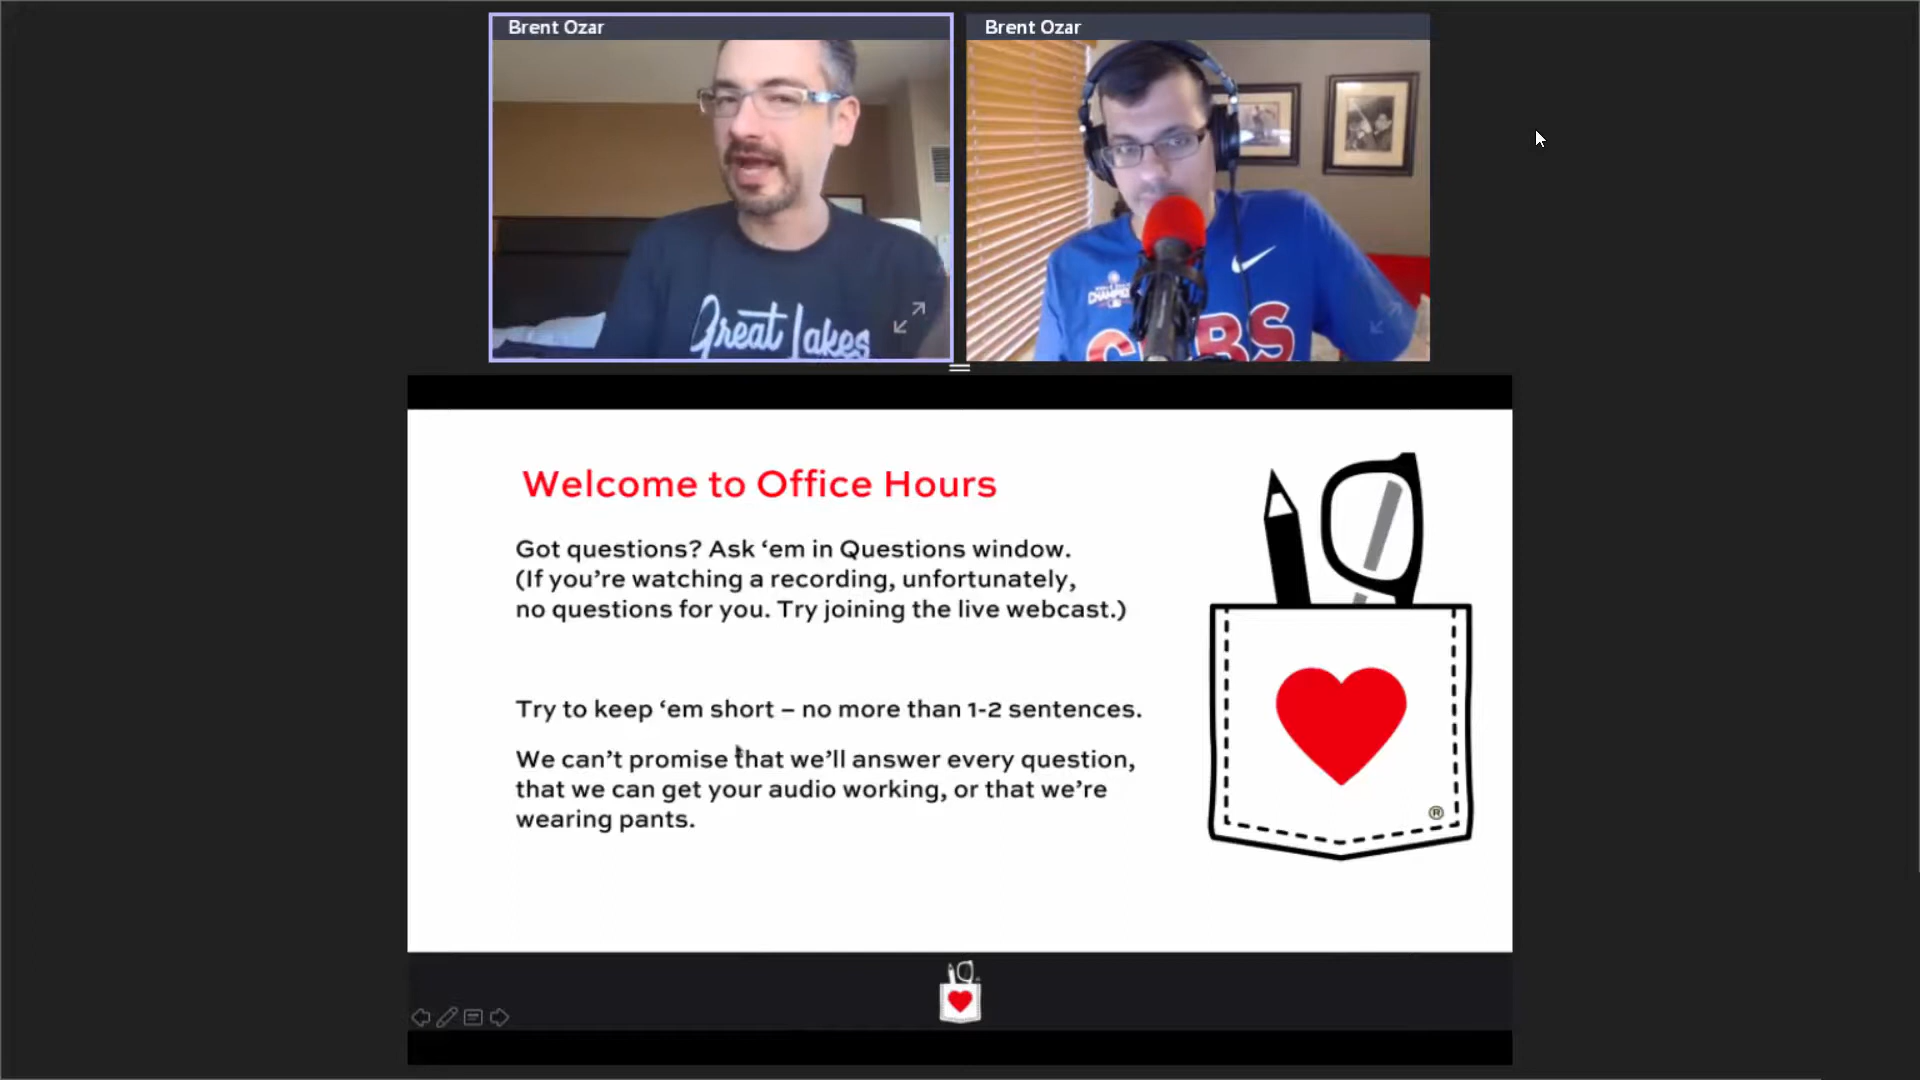 Brent Ozar
Brent Ozar
Great Lakes
CHAMPI
CUBS
Welcome to Office Hours
Got questions? Ask ‘em in Questions window.
(If you’re watching a recording, unfortunately,
no questions for you. Try joining the live webcast.)
Try to keep ‘em short – no more than 1-2 sentences.
We can’t promise that we’ll answer every question,
that we can get your audio working, or that we’re
wearing pants.
®